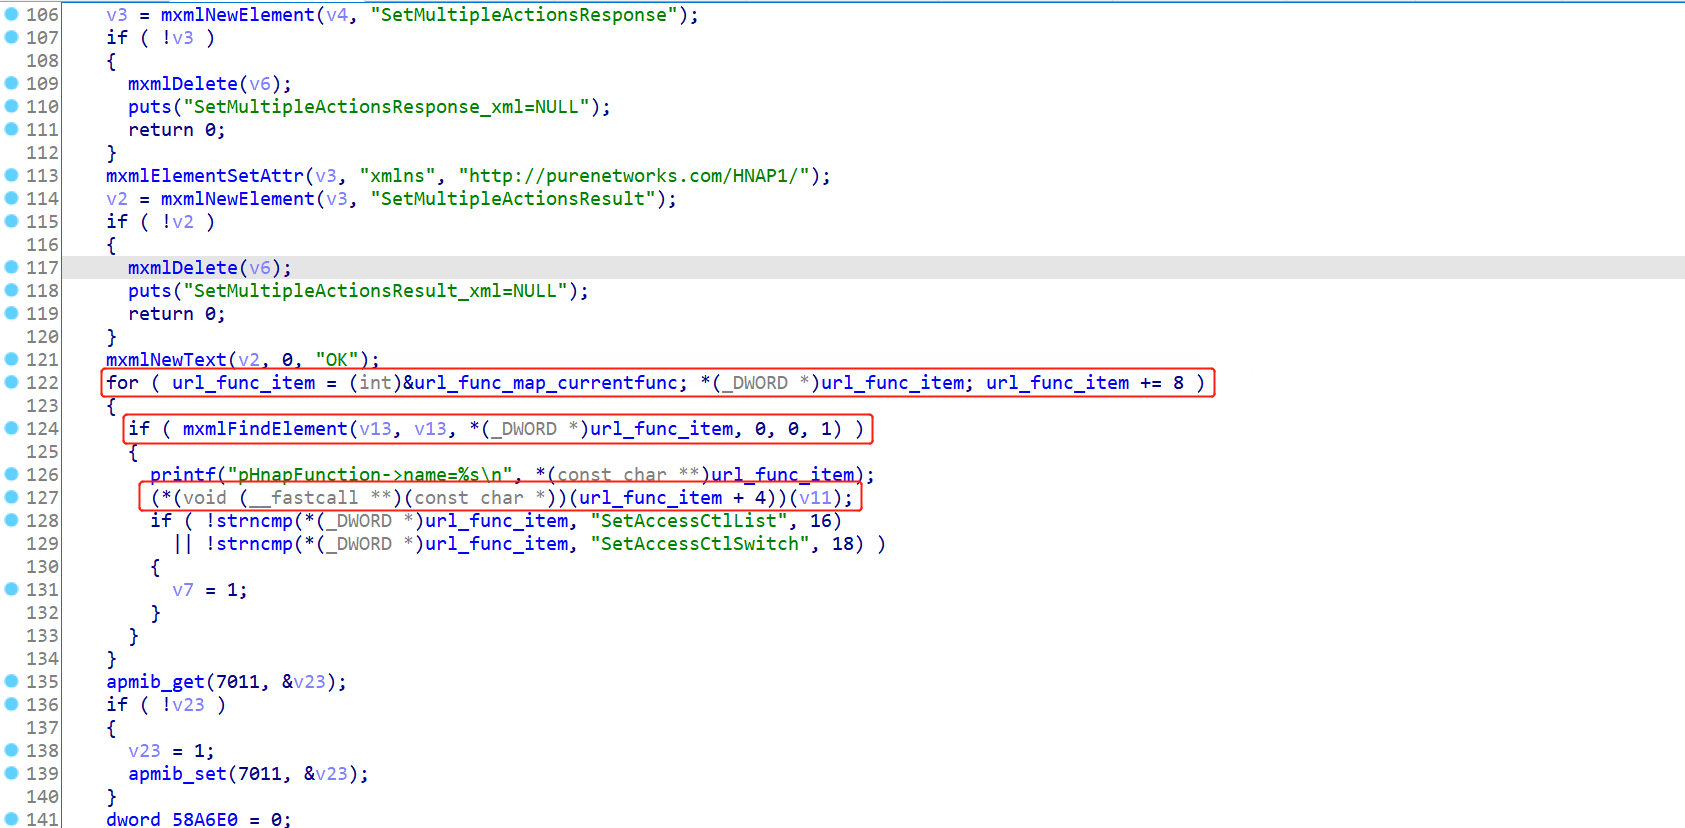 106 v3 = mxmlNewElement(v4, "SetMultipleActionsResponse");
107 if ( !v3 )
108 {
109 mxmlDelete(v6);
110 puts("SetMultipleActionsResponse_xml=NULL");
111 return 0;
112 }
113 mxmlElementSetAttr(v3, "xmlns", "http://purenetworks.com/HNAP1/");
114 v2 = mxmlNewElement(v3, "SetMultipleActionsResult");
115 if ( !v2 )
116 {
117 mxmlDelete(v6);
118 puts("SetMultipleActionsResult_xml=NULL");
119 return 0;
120 }
121 mxmlNewText(v2, 0, "OK");
122 for ( url_func_item = (int)&url_func_map_currentfunc; *(_DWORD *)url_func_item; url_func_item += 8 )
123 {
124 if ( mxmlFindElement(v13, v13, *(_DWORD *)url_func_item, 0, 0, 1) )
125 {
126 printf("pHnapFunction->name=%s\n", *(const char **)url_func_item);
127 (*(void (__fastcall **)(const char *))(url_func_item + 4))(v11);
128 if ( !strncmp(*(_DWORD *)url_func_item, "SetAccessCtlList", 16)
129 || !strncmp(*(_DWORD *)url_func_item, "SetAccessCtlSwitch", 18) )
130 {
131 v7 = 1;
132 }
133 }
134 }
135 apmib_get(7011, &v23);
136 if ( !v23 )
137 {
138 v23 = 1;
139 apmib_set(7011, &v23);
140 }
141 dword_58A6E0 = 0;